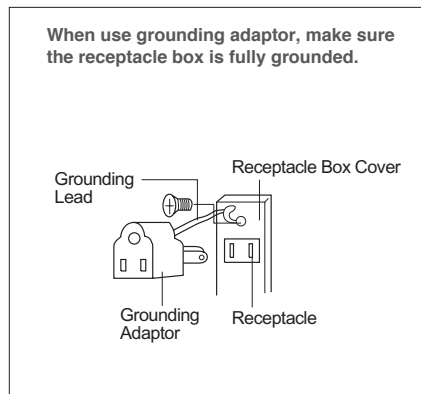 When use grounding adaptor, make sure
the receptacle box is fully grounded.
Receptacle Box Cover
Grounding
Lead
Grounding
Adaptor
Receptacle